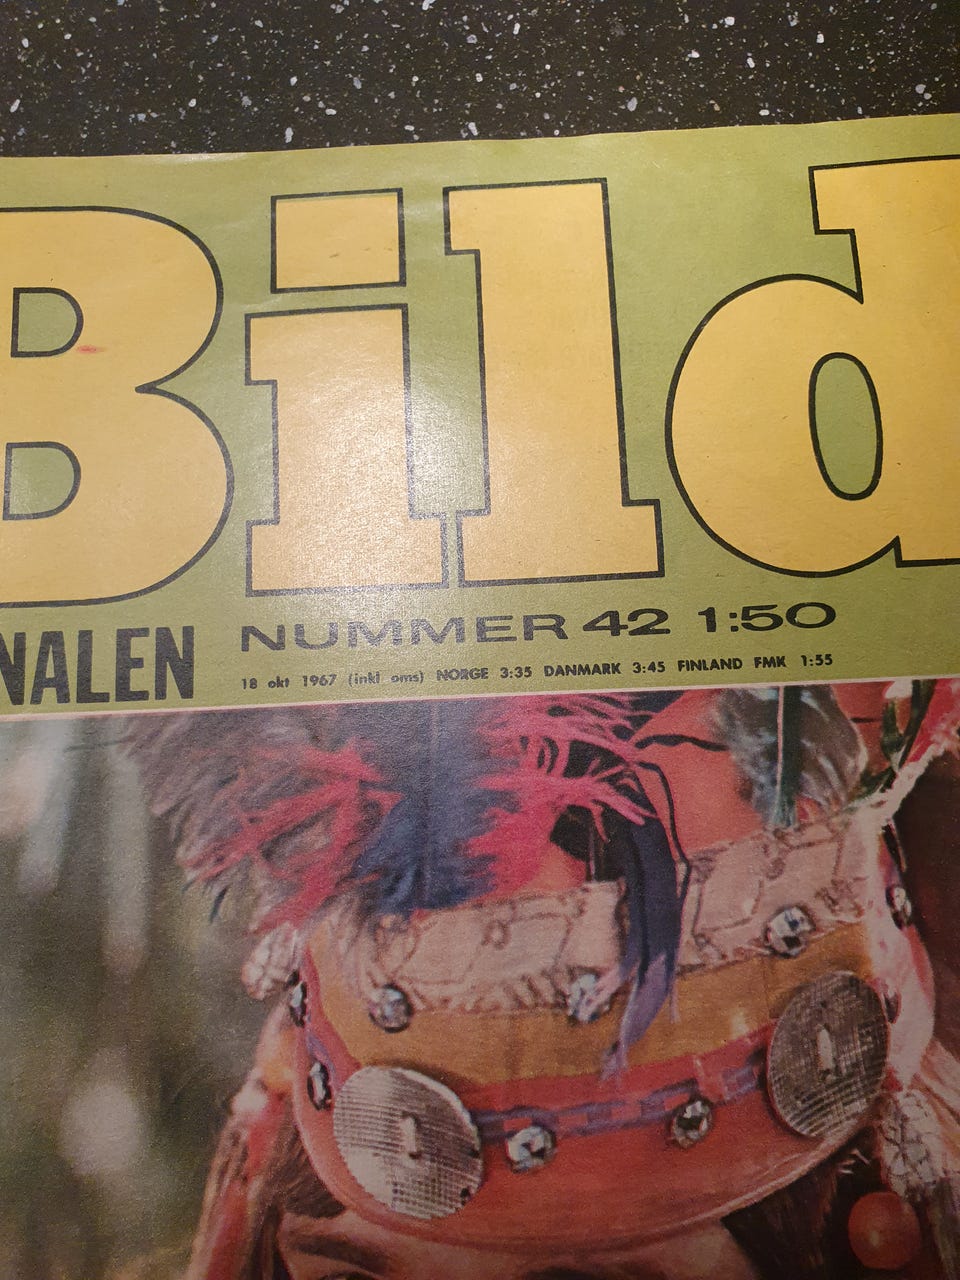 Bild
NALEN
NUMMER 42 1:50
18 okt 1967 (inkl oms) NORGE 3:35 DANMARK 3:45 FINLAND FMK 1:55